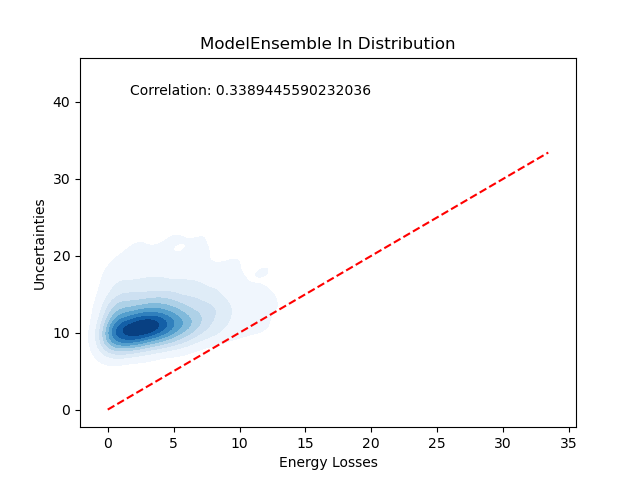 ModelEnsemble In Distribution
Correlation: 0.3389445590232036
40
30
20
10
0
Uncertainties
0 5 10 15 20 25 30 35
Energy Losses